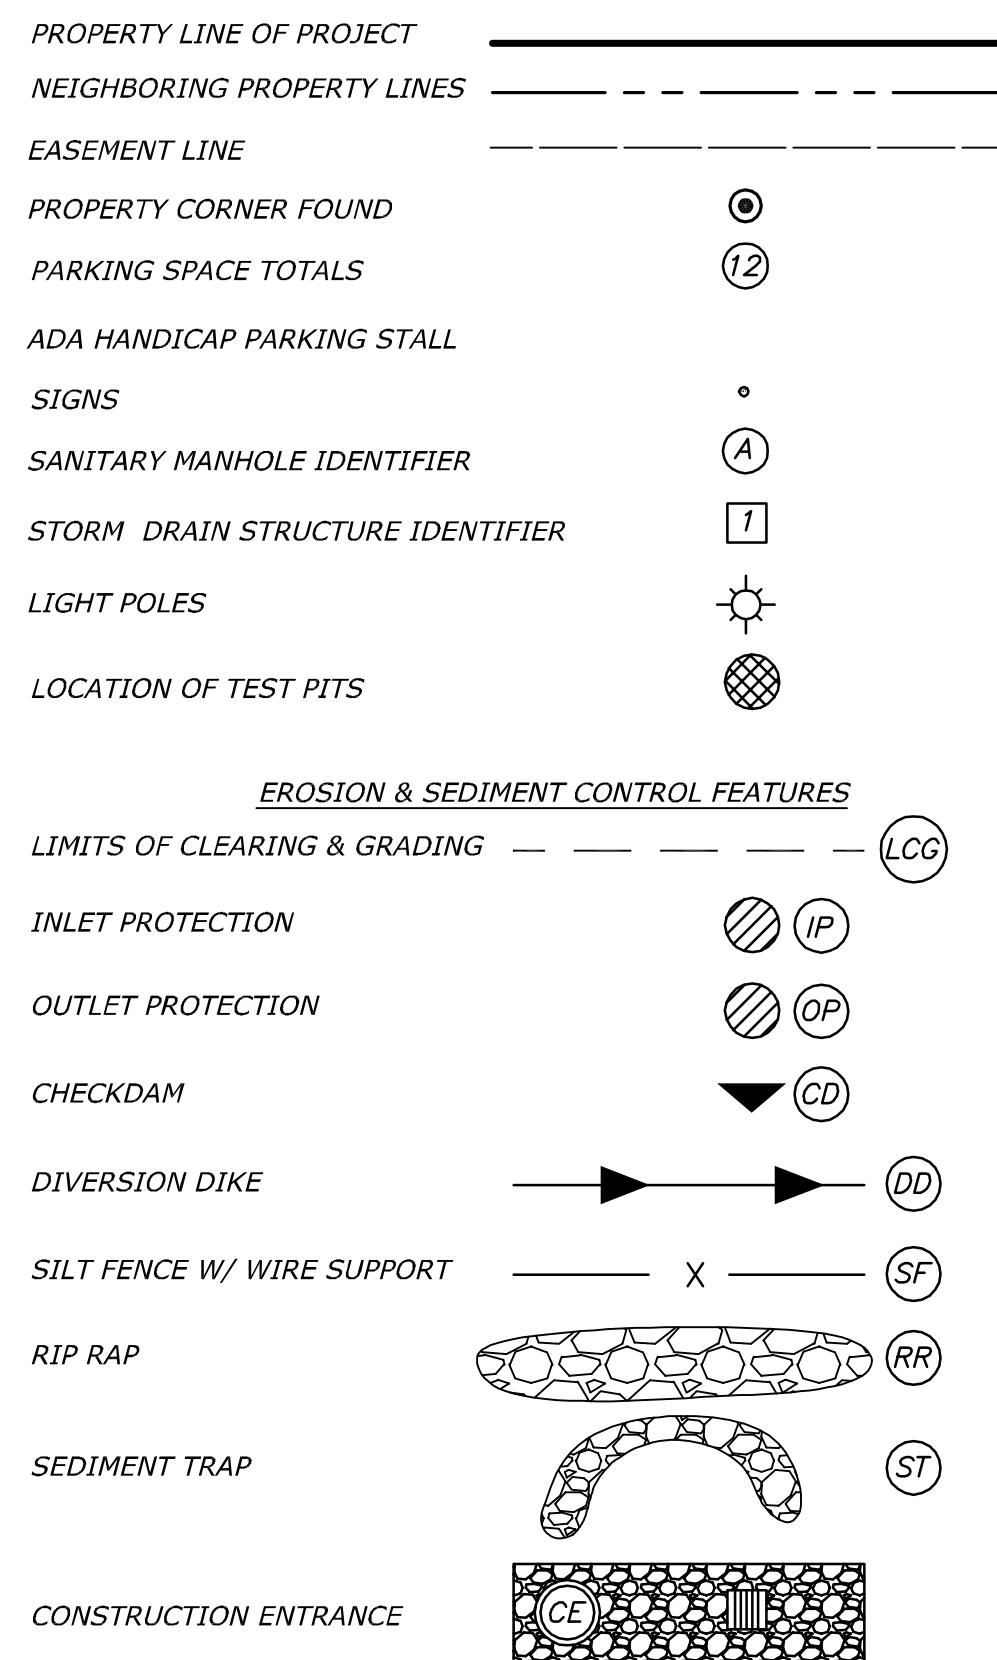 PROPERTY LINE OF PROJECT
NEIGHBORING PROPERTY LINES
EASEMENT LINE
PROPERTY CORNER FOUND
PARKING SPACE TOTALS 12
ADA HANDICAP PARKING STALL
SIGNS
SANITARY MANHOLE IDENTIFIER A
STORM DRAIN STRUCTURE IDENTIFIER 1
LIGHT POLES
LOCATION OF TEST PITS
EROSION & SEDIMENT CONTROL FEATURES
LIMITS OF CLEARING & GRADING LCG
INLET PROTECTION IP
OUTLET PROTECTION OP
CHECKDAM CD
DIVERSION DIKE DD
SILT FENCE W/ WIRE SUPPORT X SF
RIP RAP RR
SEDIMENT TRAP ST
CONSTRUCTION ENTRANCE CE